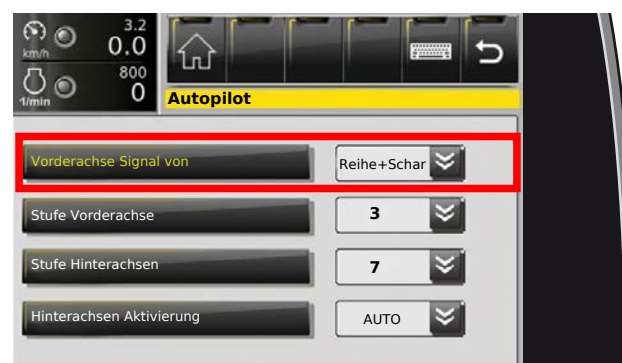 3.2
km/h 0.0
800
1/min 0
Autopilot
Vorderachse Signal von Reihe+Schar
Stufe Vorderachse 3
Stufe Hinterachsen 7
Hinterachsen Aktivierung AUTO